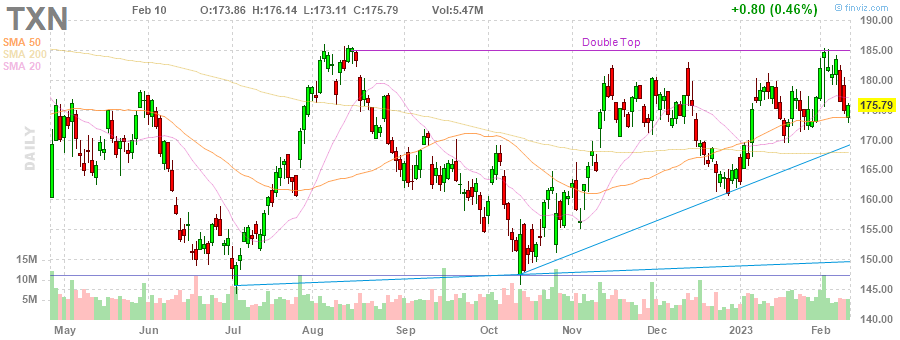 TXN
Feb 10 O:173.86 H:176.14 L:173.11 C:175.79 Vol:5.47M
+0.80 (0.46%)
© finviz.com
SMA 50
SMA 200
SMA 20
DAILY
Double Top
190.00
185.00
180.00
175.79
170.00
165.00
160.00
155.00
150.00
145.00
140.00
15M
10M
5M
May Jun Jul Aug Sep Oct Nov Dec 2023 Feb